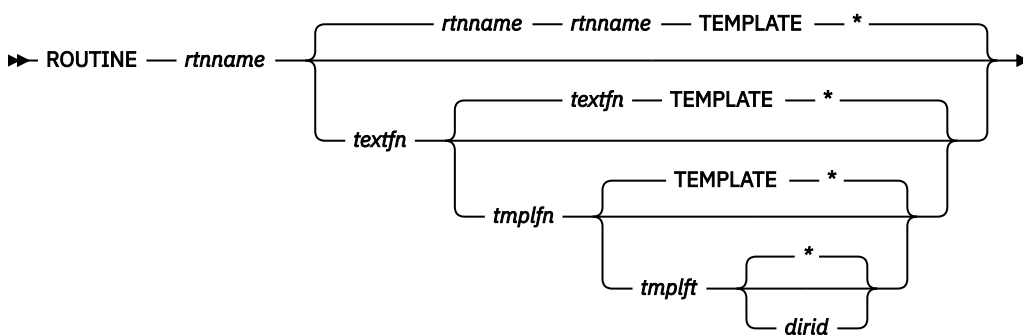 rtnname rtnname TEMPLATE *
ROUTINE rtnname
textfn TEMPLATE *
textfn
TEMPLATE *
tmplfn
*
tmplft
dirid